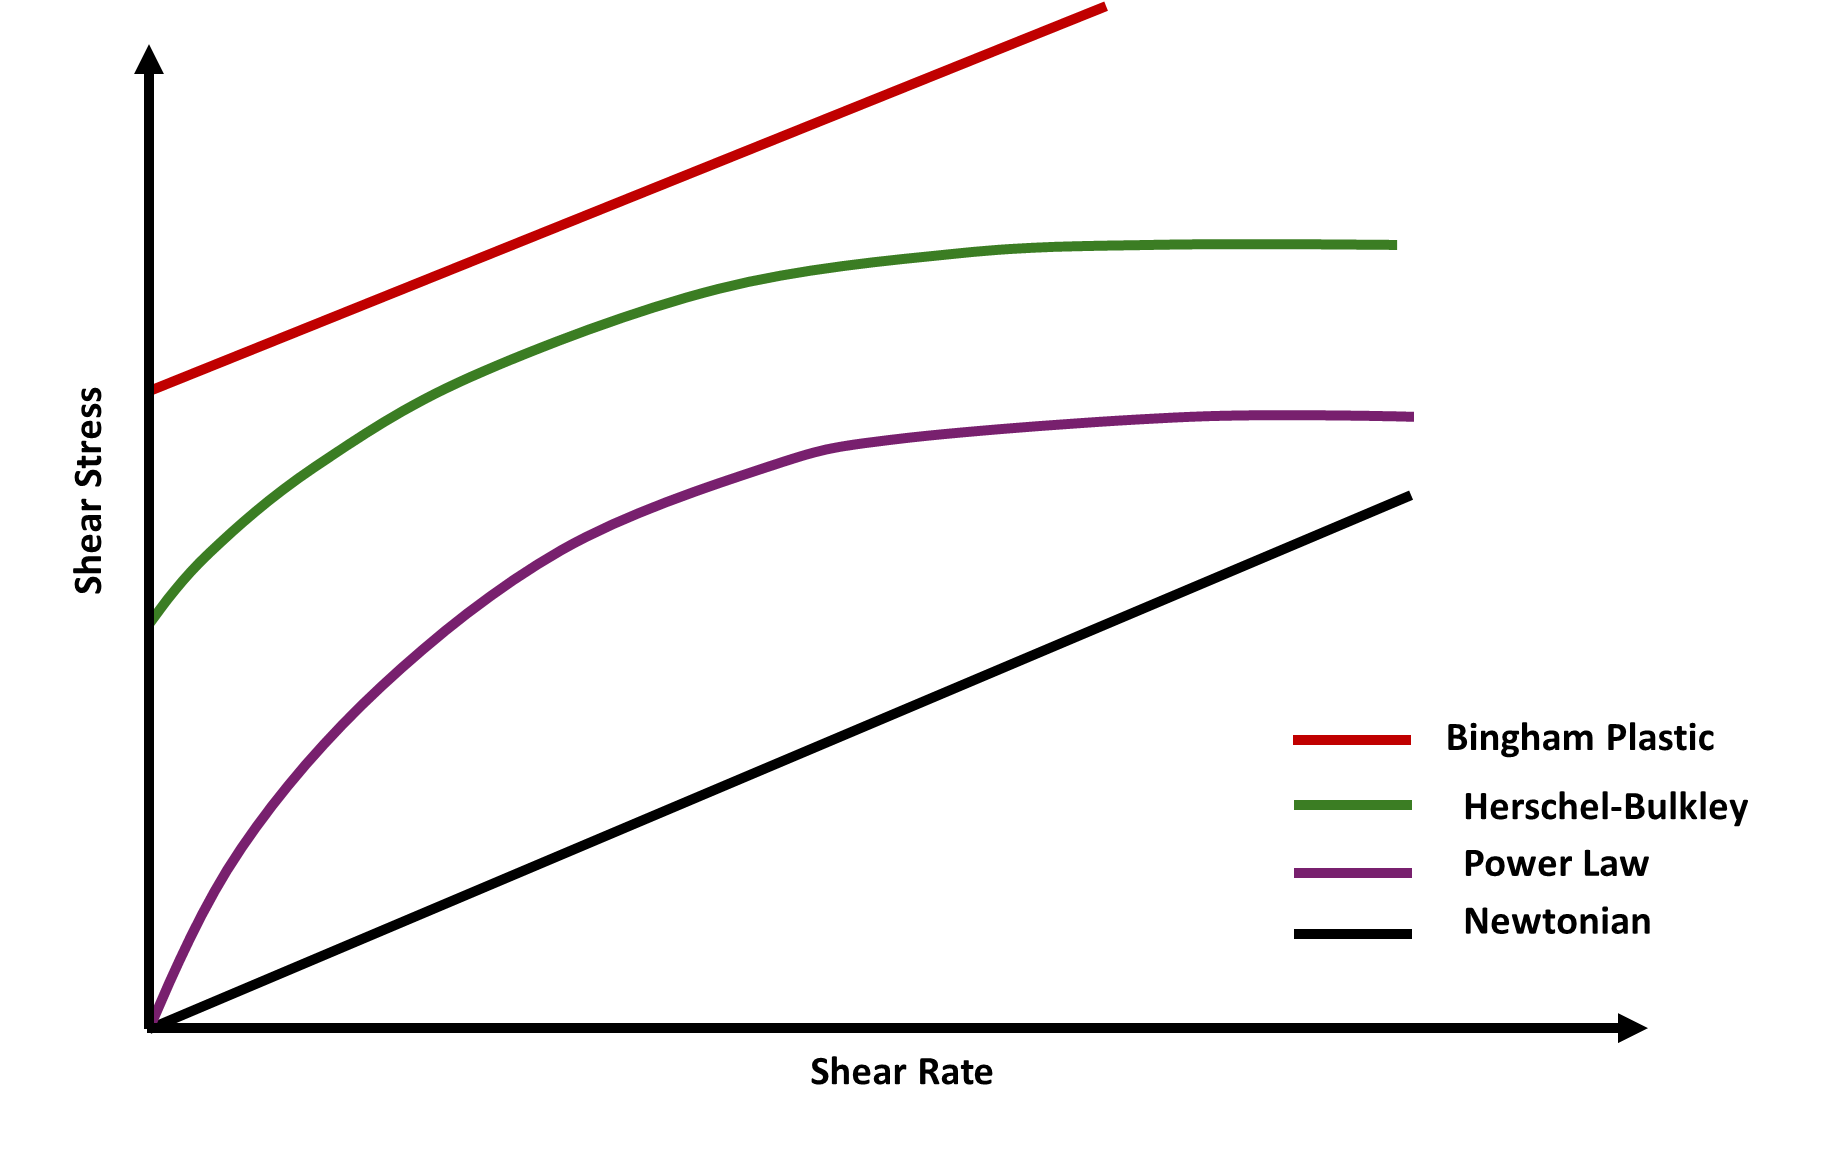 Shear Stress
Bingham Plastic
Herschel-Bulkley
Power Law
Newtonian
Shear Rate